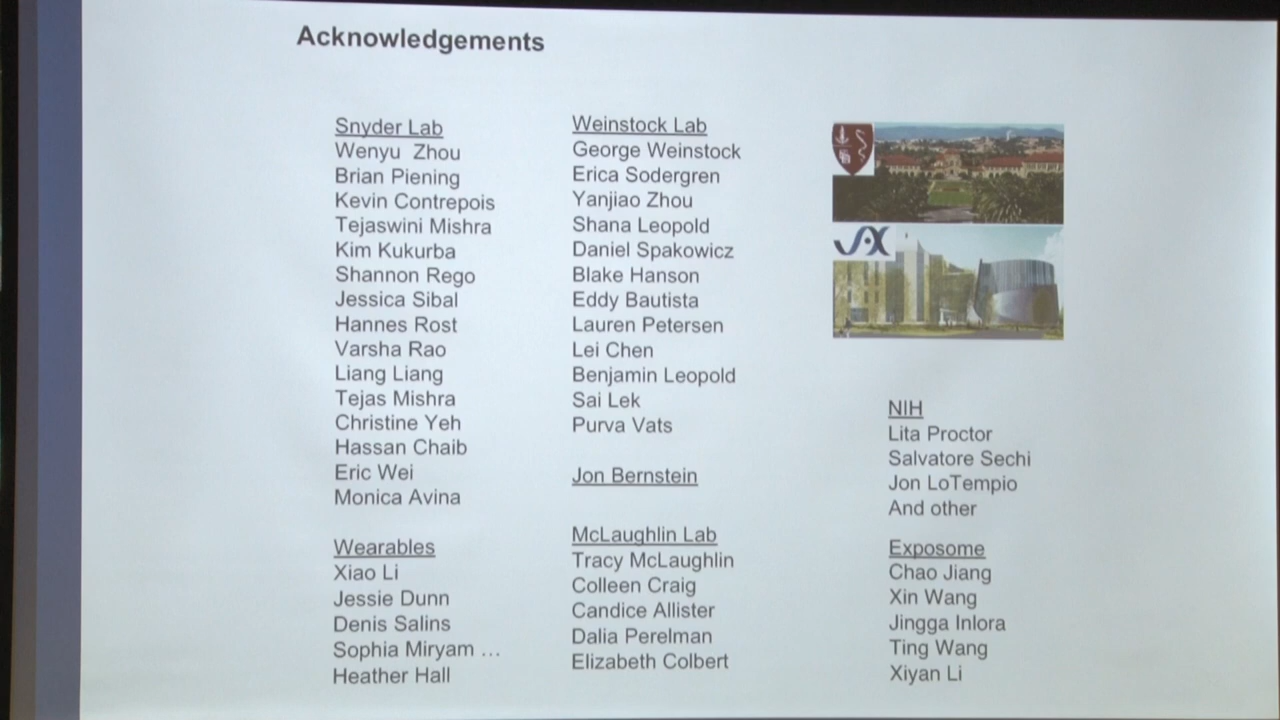 Acknowledgements
Snyder Lab
Wenyu Zhou
Brian Piening
Kevin Contrepois
Tejaswini Mishra
Kim Kukurba
Shannon Rego
Jessica Sibal
Hannes Rost
Varsha Rao
Liang Liang
Tejas Mishra
Christine Yeh
Hassan Chaib
Eric Wei
Monica Avina
Wearables
Xiao Li
Jessie Dunn
Denis Salins
Sophia Miryam …
Heather Hall
Weinstock Lab
George Weinstock
Erica Sodergren
Yanjiao Zhou
Shana Leopold
Daniel Spakowicz
Blake Hanson
Eddy Bautista
Lauren Petersen
Lei Chen
Benjamin Leopold
Sai Lek
Purva Vats
Jon Bernstein
McLaughlin Lab
Tracy McLaughlin
Colleen Craig
Candice Allister
Dalia Perelman
Elizabeth Colbert
JAX
NIH
Lita Proctor
Salvatore Sechi
Jon LoTempio
And other
Exposome
Chao Jiang
Xin Wang
Jingga Inlora
Ting Wang
Xiyan Li